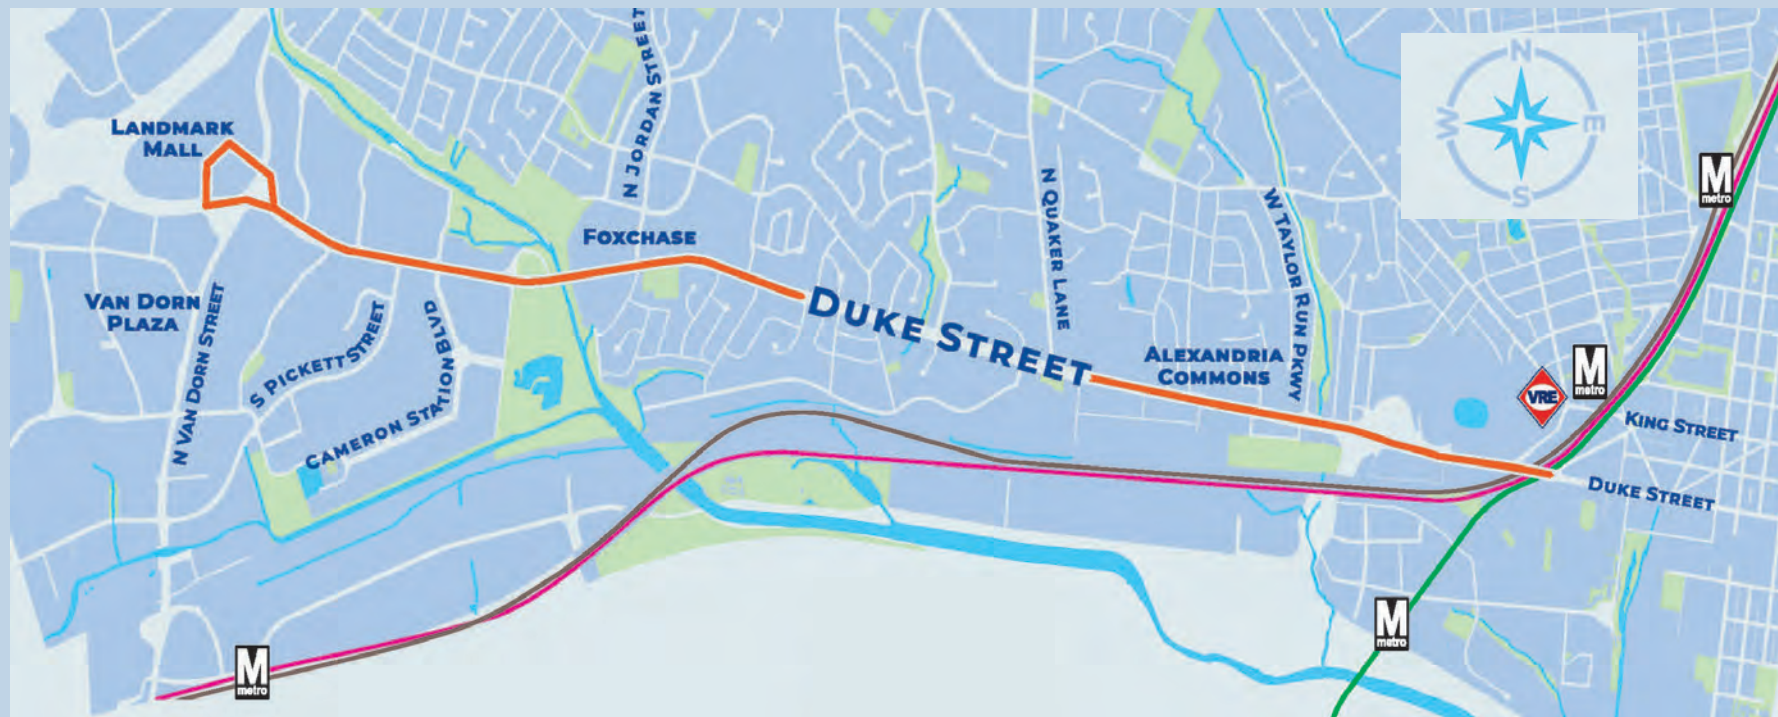 N JORDAN STREET
LANDMARK
MALL
FOXCHASE
N QUAKER LANE
W TAYLOR RUN PKWY
N
W
E
S
M
metro
VAN DORN
PLAZA
N VAN DORN STREET
S PICKETT STREET
CAMERON STATION BLVD
DUKE STREET
ALEXANDRIA
COMMONS
VRE
M
metro
KING STREET
DUKE STREET
M
metro
M
metro